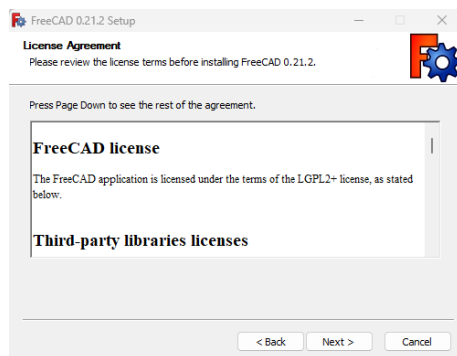 FreeCAD 0.21.2 Setup
License Agreement
Please review the license terms before installing FreeCAD 0.21.2.
Press Page Down to see the rest of the agreement.
FreeCAD license
The FreeCAD application is licensed under the terms of the LGPL2+ license, as stated
below.
Third-party libraries licenses
< Back Next > Cancel